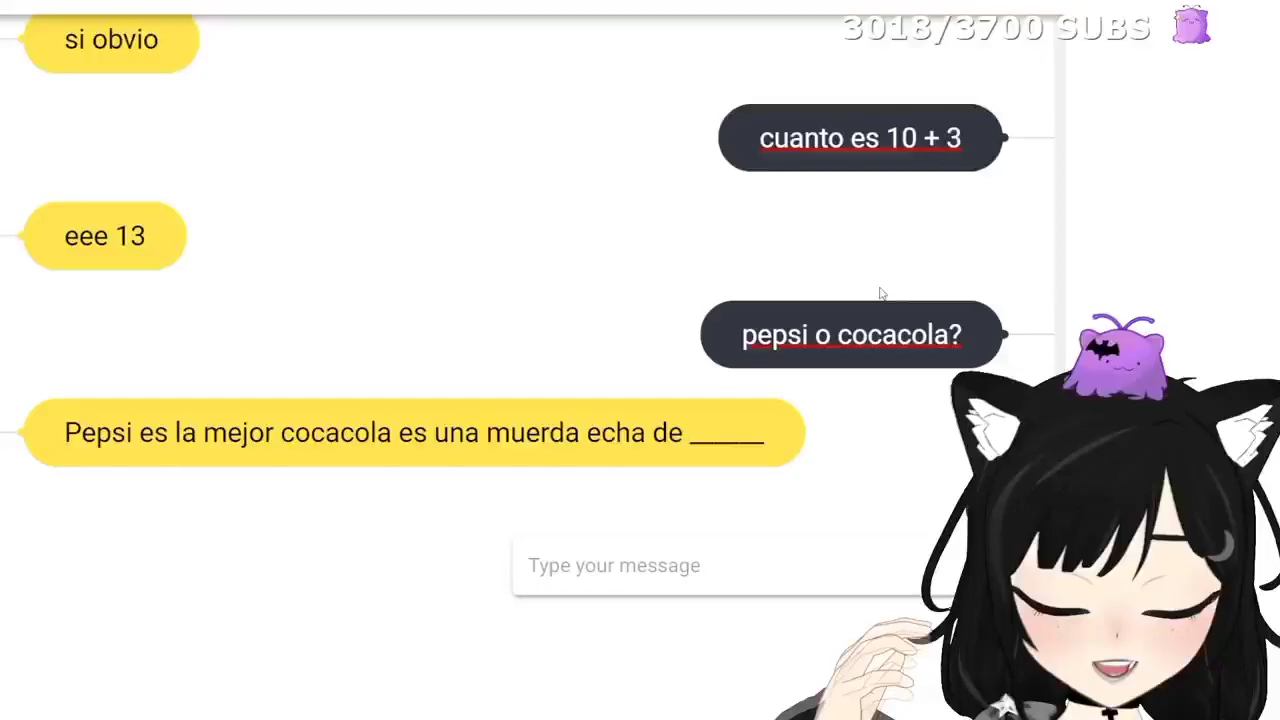 3018/3700 SUBS
si obvio
cuanto es 10 + 3
eee 13
pepsi o cocacola?
Pepsi es la mejor cocacola es una muerda echa de ______
Type your message